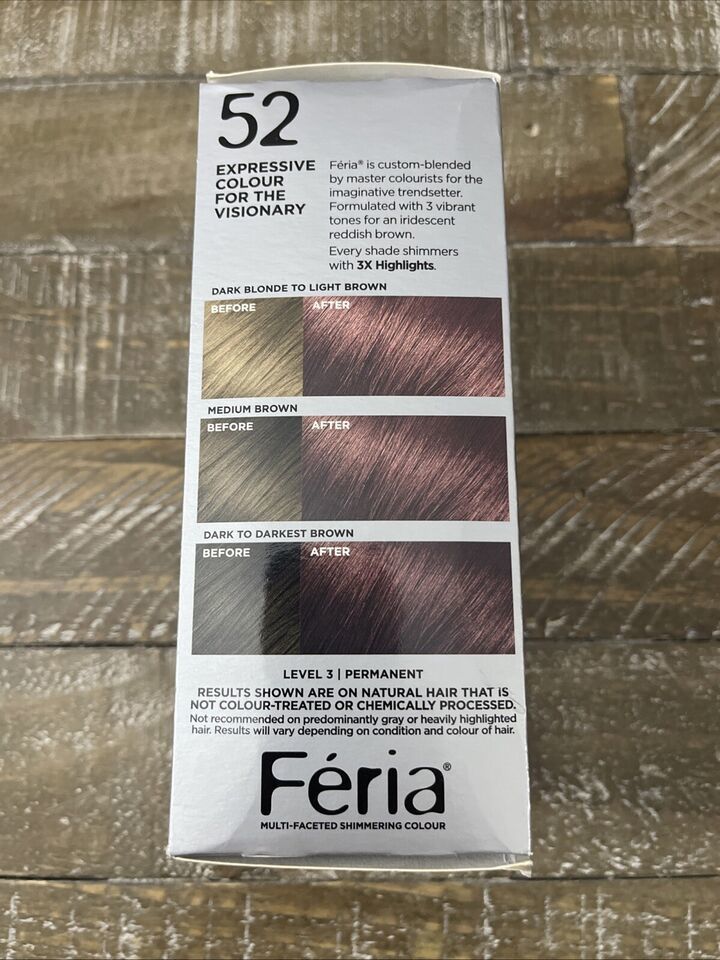 52
EXPRESSIVE
COLOUR
FOR THE
VISIONARY
Féria® is custom-blended
by master colourists for the
imaginative trendsetter.
Formulated with 3 vibrant
tones for an iridescent
reddish brown.
Every shade shimmers
with 3X Highlights.
DARK BLONDE TO LIGHT BROWN
BEFORE AFTER
MEDIUM BROWN
BEFORE AFTER
DARK TO DARKEST BROWN
BEFORE AFTER
LEVEL 3 | PERMANENT
RESULTS SHOWN ARE ON NATURAL HAIR THAT IS
NOT COLOUR-TREATED OR CHEMICALLY PROCESSED.
Not recommended on predominantly gray or heavily highlighted
hair. Results will vary depending on condition and colour of hair.
Féria®
MULTI-FACETED SHIMMERING COLOUR